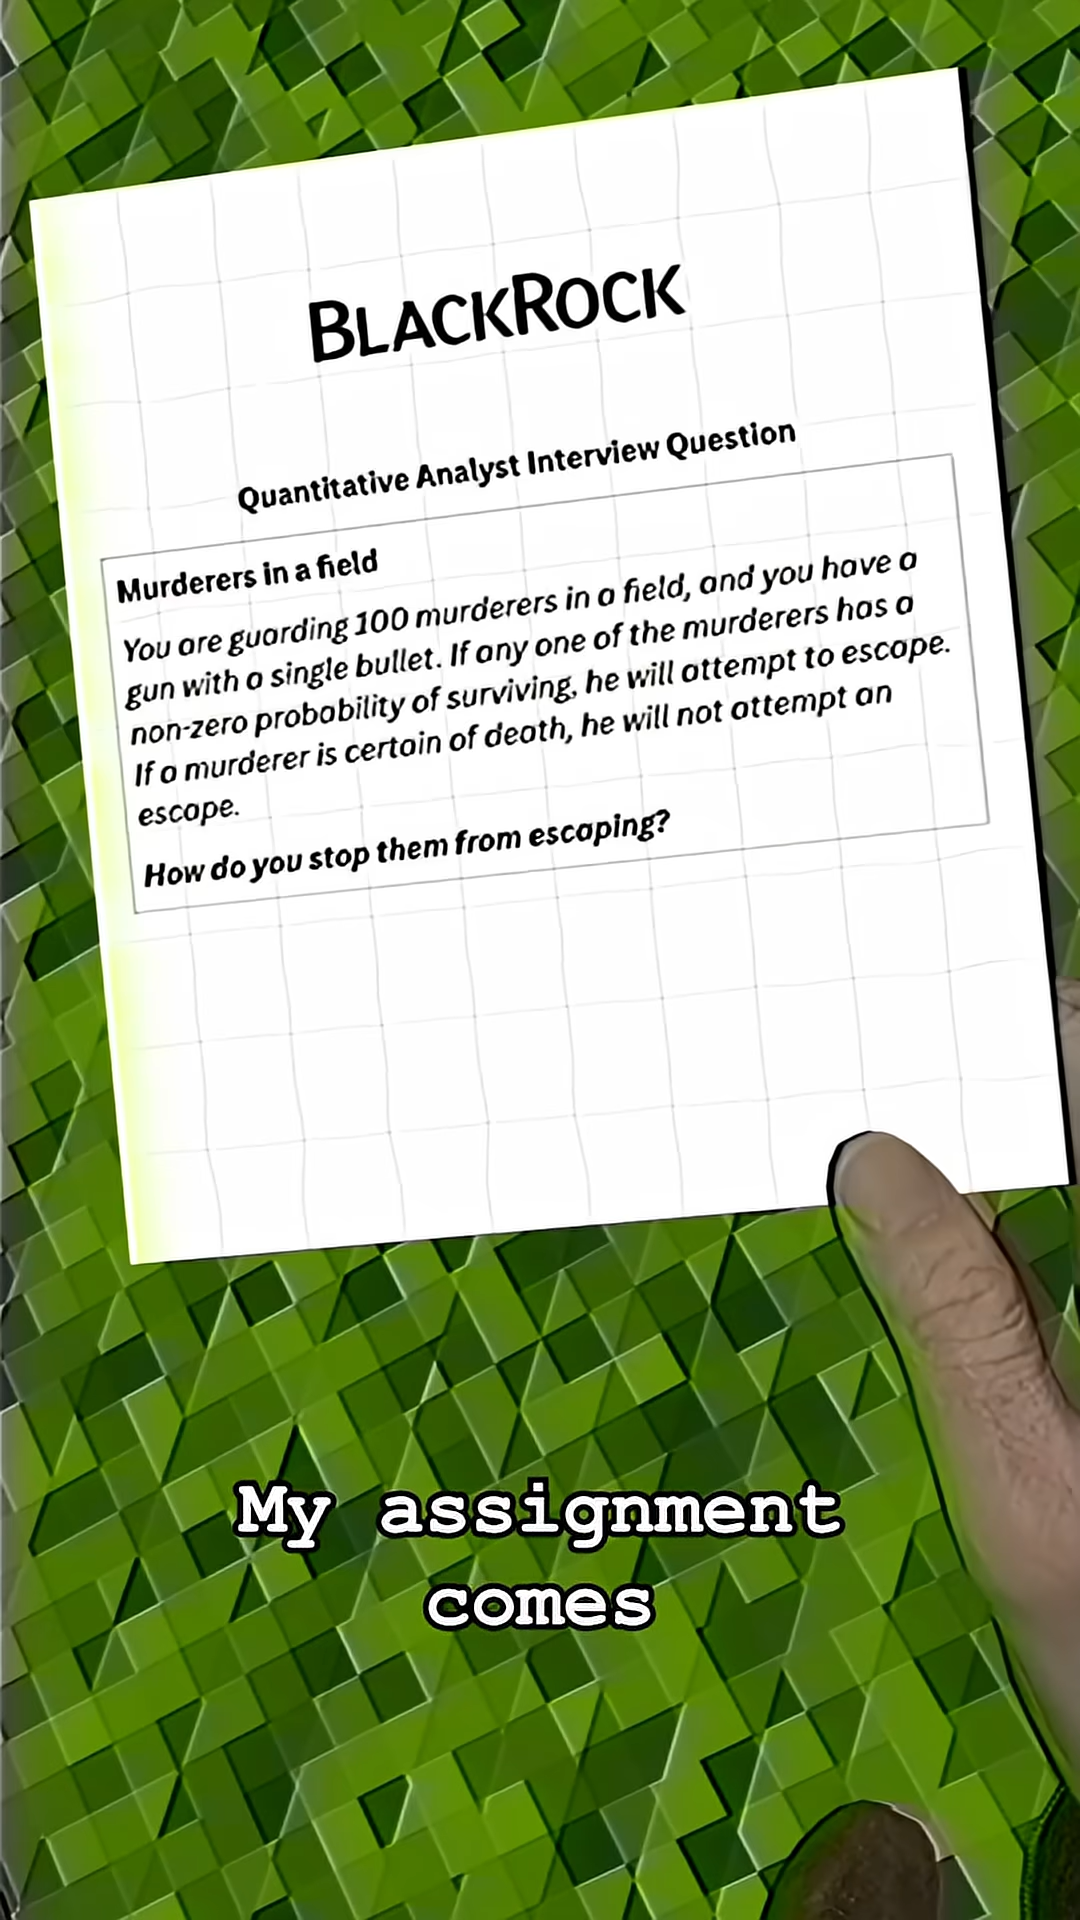 BLACKROCK
Quantitative Analyst Interview Question
Murderers in a field
You are guarding 100 murderers in a field, and you have a
gun with a single bullet. If any one of the murderers has a
non-zero probability of surviving, he will attempt to escape.
If a murderer is certain of death, he will not attempt an
escape.
How do you stop them from escaping?
My assignment
comes